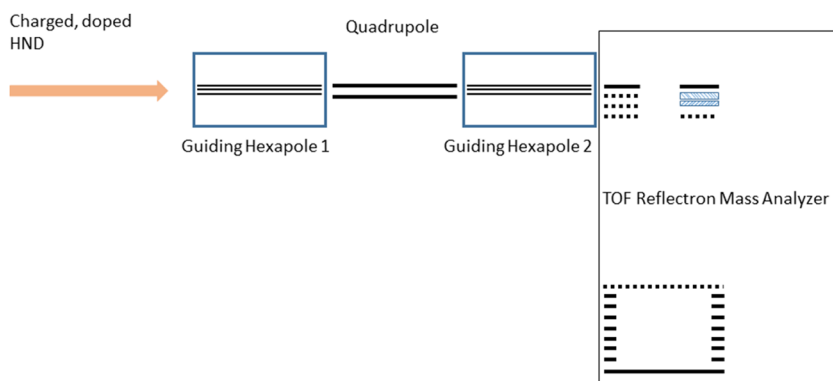 Charged, doped
HND
Quadrupole
Guiding Hexapole 1
Guiding Hexapole 2
TOF Reflectron Mass Analyzer